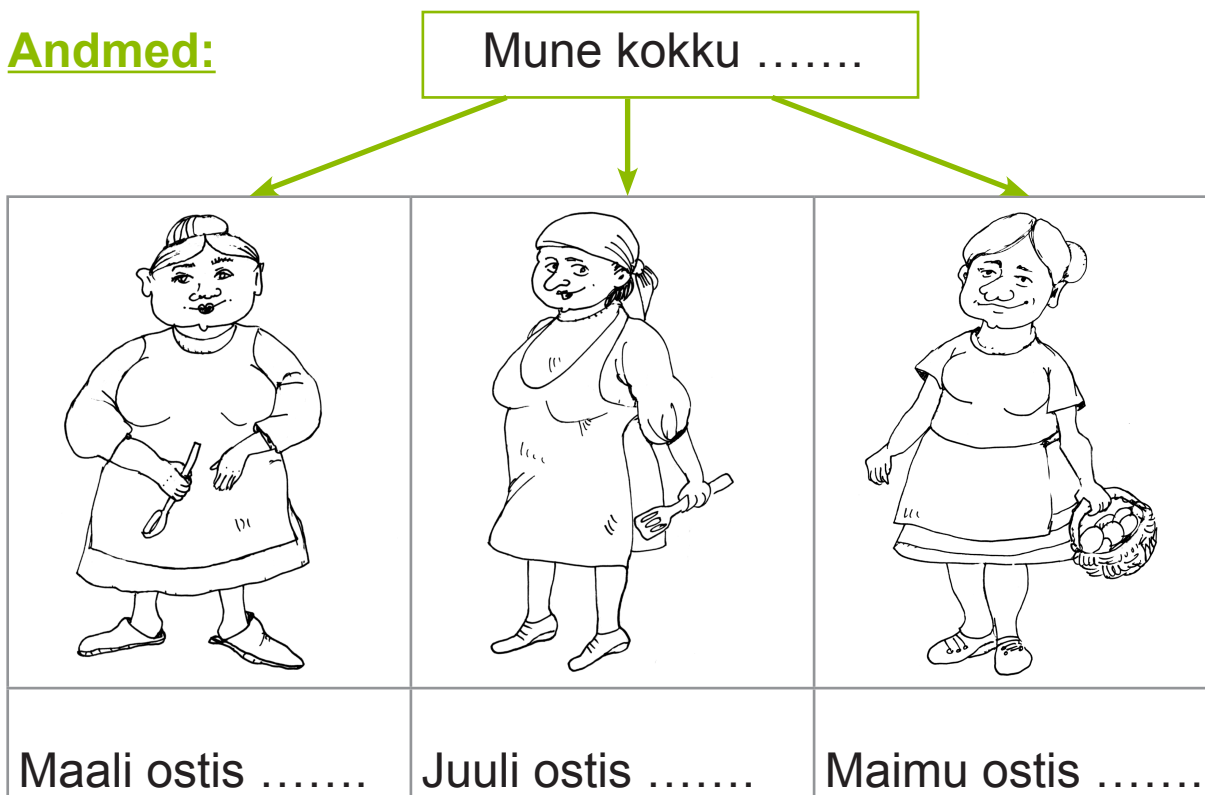 Andmed:
Mune kokku …….
Maali ostis …….
Juuli ostis …….
Maimu ostis …….